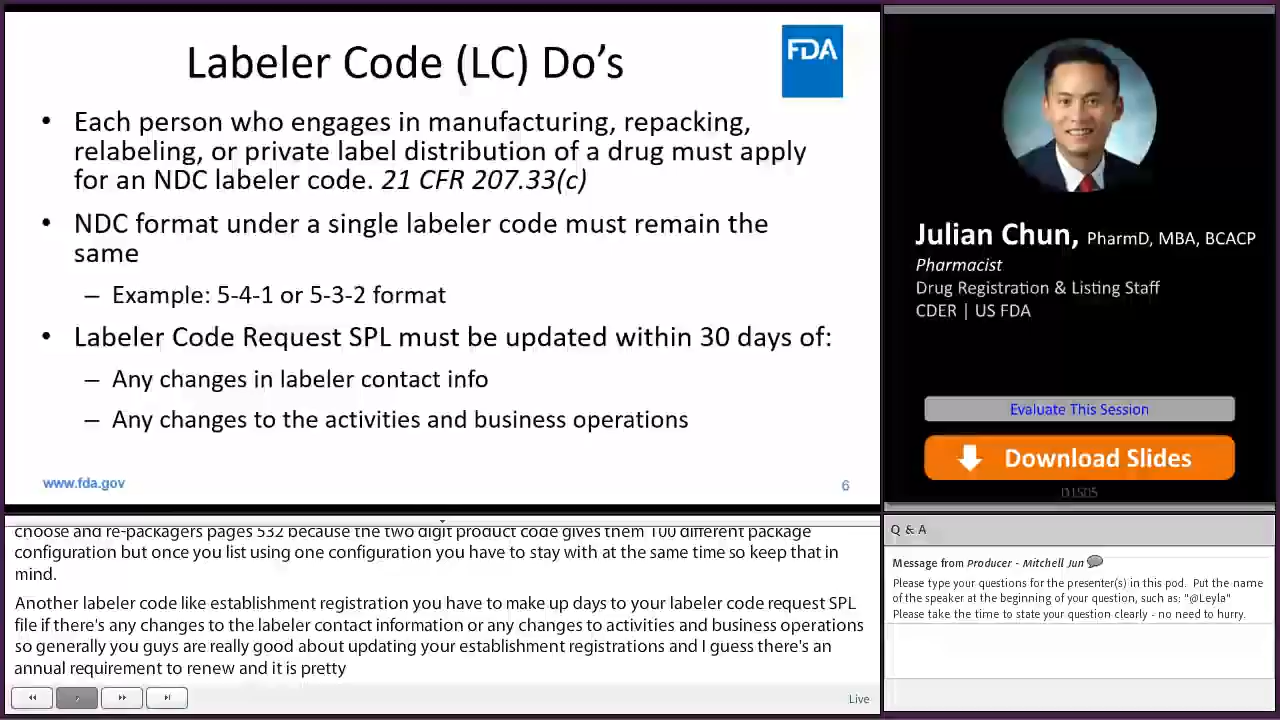 Labeler Code (LC) Do's
FDA
• Each person who engages in manufacturing, repacking,
relabeling, or private label distribution of a drug must apply
for an NDC labeler code. 21 CFR 207.33(c)
• NDC format under a single labeler code must remain the
same
– Example: 5-4-1 or 5-3-2 format
• Labeler Code Request SPL must be updated within 30 days of:
– Any changes in labeler contact info
– Any changes to the activities and business operations
www.fda.gov
6
Julian Chun, PharmD, MBA, BCACP
Pharmacist
Drug Registration & Listing Staff
CDER | US FDA
Evaluate This Session
Download Slides
choose and re-packagers pages 532 because the two digit product code gives them 100 different package
configuration but once you list using one configuration you have to stay with at the same time so keep that in
mind.
Another labeler code like establishment registration you have to make up days to your labeler code request SPL
file if there's any changes to the labeler contact information or any changes to activities and business operations
so generally you guys are really good about updating your establishment registrations and I guess there's an
annual requirement to renew and it is pretty
Live
Q & A
Message from Producer - Mitchell Jun
Please type your questions for the presenter(s) in this pod. Put the name
of the speaker at the beginning of your question, such as: "@Leyla"
Please take the time to state your question clearly - no need to hurry.